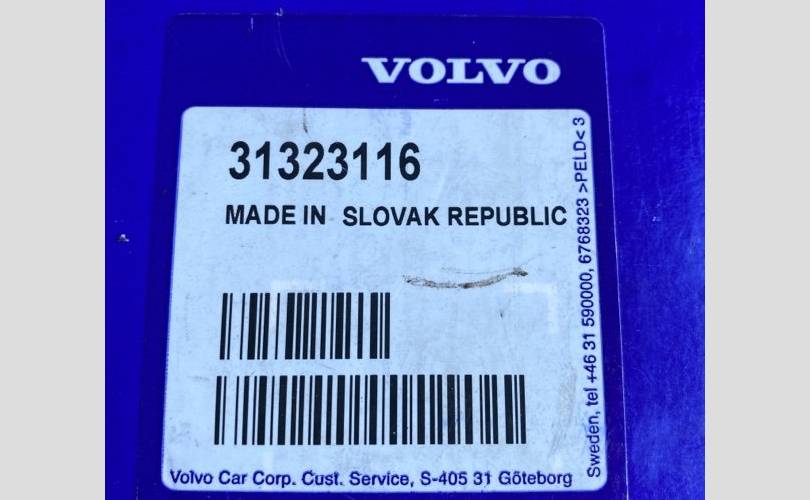 VOLVO
31323116
MADE IN SLOVAK REPUBLIC
Volvo Car Corp. Cust. Service, S-405 31 Göteborg
Sweden, tel +46 31 590000, 6768323 >PELD< 3